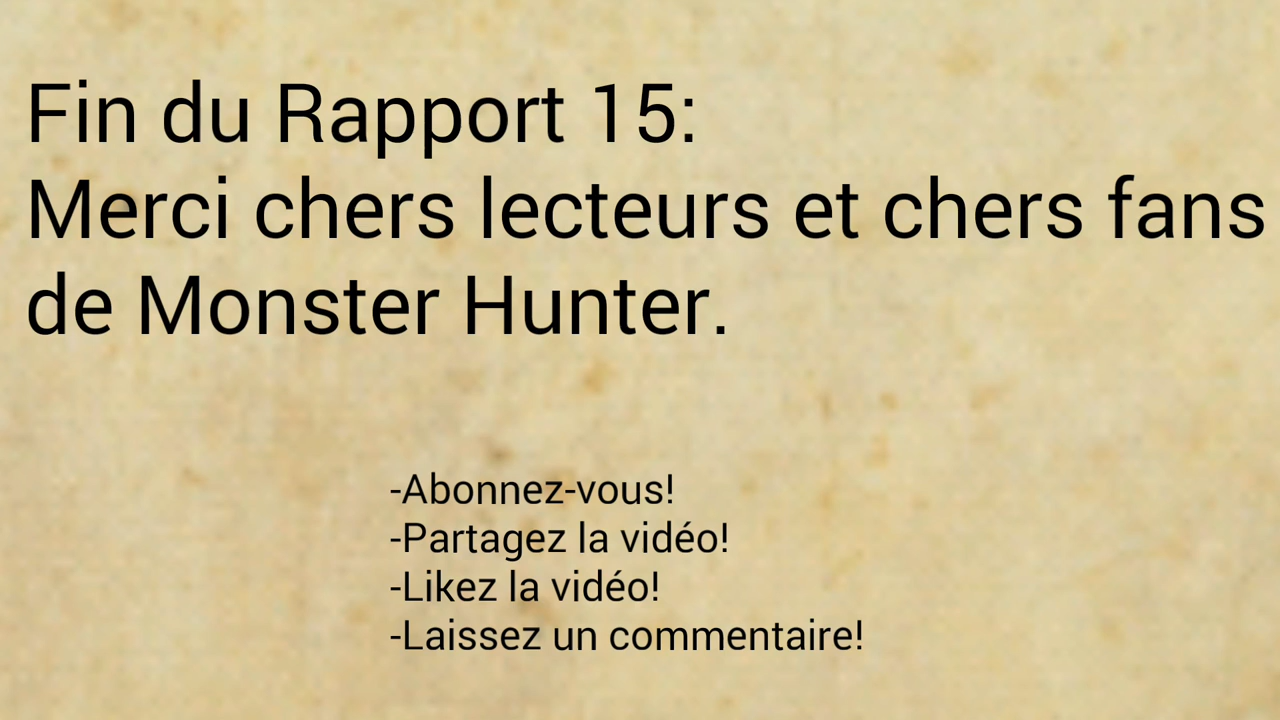 Fin du Rapport 15:
Merci chers lecteurs et chers fans
de Monster Hunter.
-Abonnez-vous!
-Partagez la vidéo!
-Likez la vidéo!
-Laissez un commentaire!